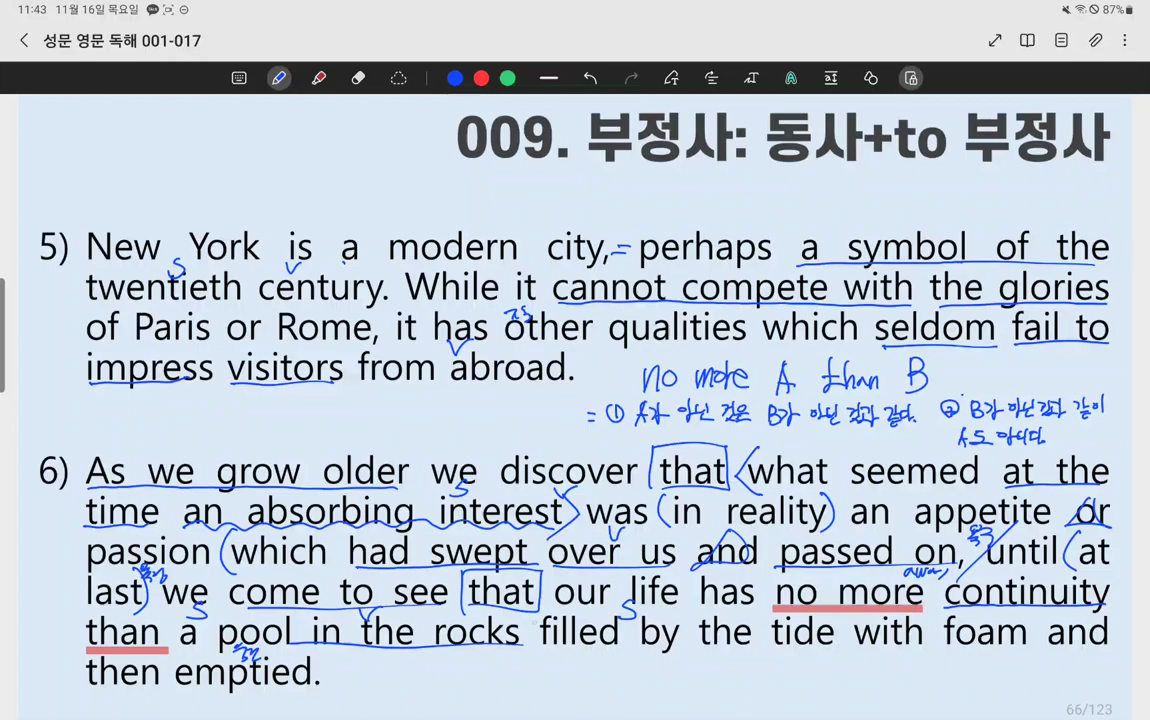 11:43 11월 16일 목요일
87%
성문 영문 독해 001-017
009. 부정사: 동사+to 부정사
5) New York is a modern city, = perhaps a symbol of the
S V
twentieth century. While it cannot compete with the glories
of Paris or Rome, it has other qualities which seldom fail to
V
impress visitors from abroad.
no more A than B
= ① A가 아닌 것은 B가 아닌 것과 같다. ② B가 아닌것과 같이
A도 아니다.
6) As we grow older we discover that what seemed at the
S V
time an absorbing interest was (in reality) an appetite or
V
passion (which had swept over us and passed on, until (at
away
last) we come to see that our life has no more continuity
S V S
than a pool in the rocks filled by the tide with foam and
then emptied.
66/123